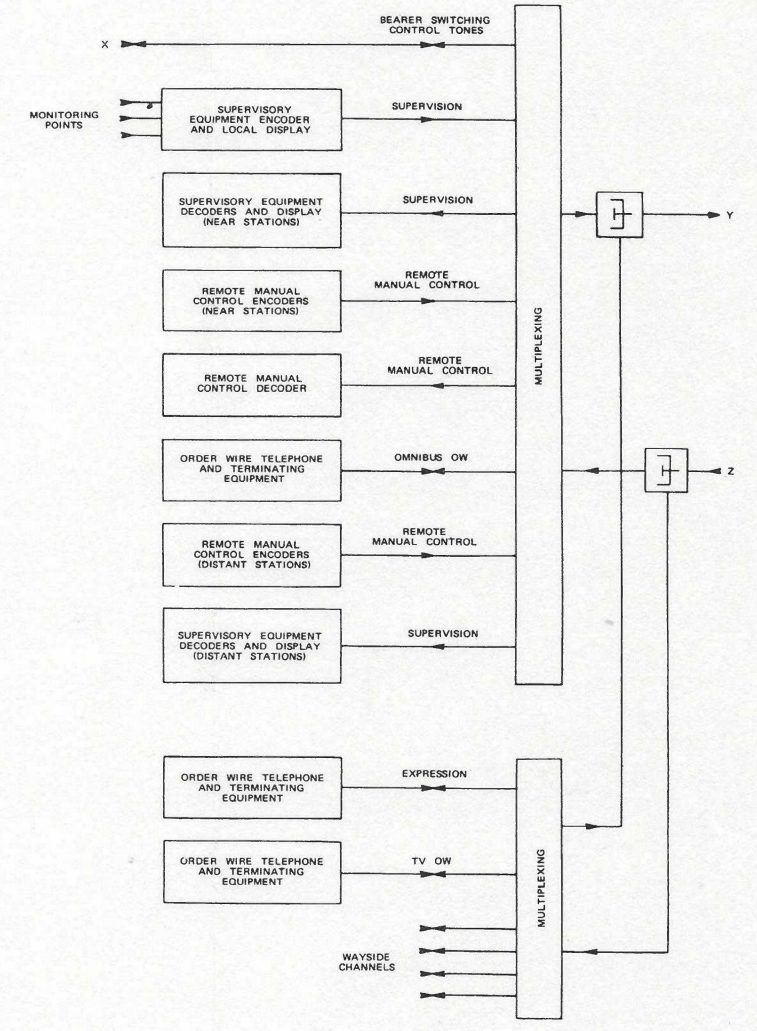 BEARER SWITCHING
CONTROL TONES
X
MONITORING
POINTS
SUPERVISORY
EQUIPMENT ENCODER
AND LOCAL DISPLAY
SUPERVISION
SUPERVISORY EQUIPMENT
DECODERS AND DISPLAY
(NEAR STATIONS)
SUPERVISION
Y
REMOTE MANUAL
CONTROL ENCODERS
(NEAR STATIONS)
REMOTE
MANUAL CONTROL
MULTIPLEXING
REMOTE MANUAL
CONTROL DECODER
REMOTE
MANUAL CONTROL
ORDER WIRE TELEPHONE
AND TERMINATING
EQUIPMENT
OMNIBUS OW
Z
REMOTE MANUAL
CONTROL ENCODERS
(DISTANT STATIONS)
REMOTE
MANUAL CONTROL
SUPERVISORY EQUIPMENT
DECODERS AND DISPLAY
(DISTANT STATIONS)
SUPERVISION
ORDER WIRE TELEPHONE
AND TERMINATING
EQUIPMENT
EXPRESSION
ORDER WIRE TELEPHONE
AND TERMINATING
EQUIPMENT
TV OW
MULTIPLEXING
WAYSIDE
CHANNELS